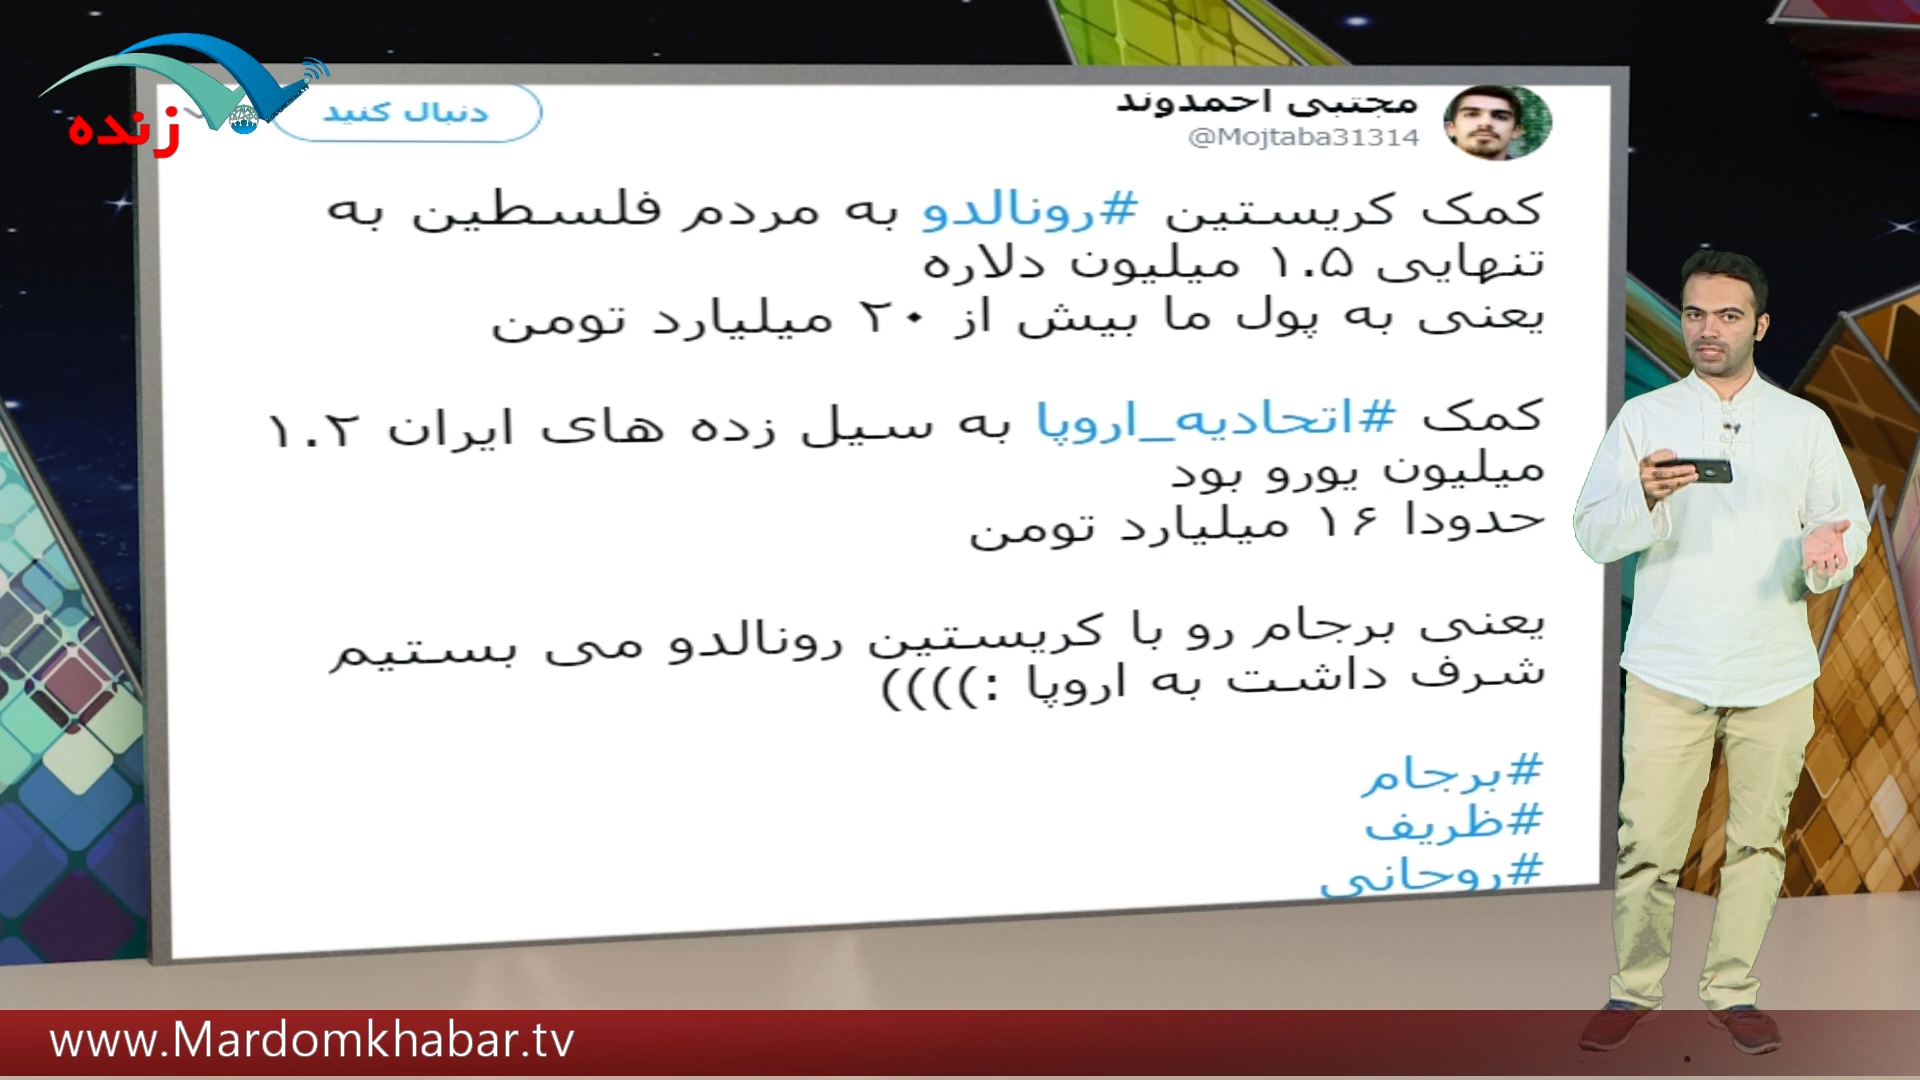 زنده
دنبال کنید
مجتبی احمدوند
@Mojtaba31314
کمک کریستین #رونالدو به مردم فلسطین به
تنهایی ۱.۵ میلیون دلاره
یعنی به پول ما بیش از ۲۰ میلیارد تومن
کمک #اتحادیه_اروپا به سیل زده های ایران ۱.۲
میلیون یورو بود
حدودا ۱۶ میلیارد تومن
یعنی برجام رو با کریستین رونالدو می بستیم
شرف داشت به اروپا :))))
#برجام
#ظریف
#روحانی
www.Mardomkhabar.tv